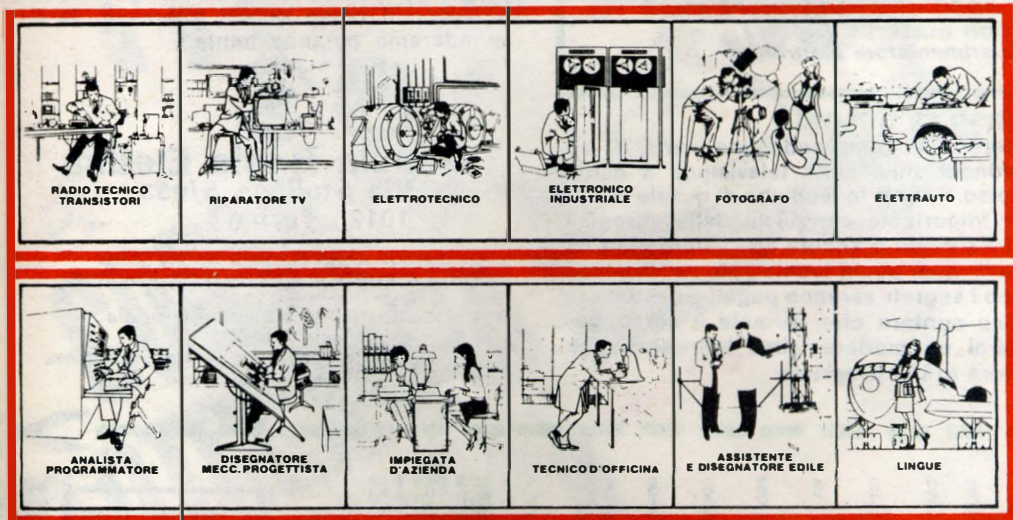 RADIO TECNICO
TRANSISTORI
RIPARATORE TV
ELETTROTECNICO
ELETTRONICO
INDUSTRIALE
FOTOGRAFO
ELETTRAUTO
ANALISTA
PROGRAMMATORE
DISEGNATORE
MECC. PROGETTISTA
IMPIEGATA
D'AZIENDA
TECNICO D'OFFICINA
ASSISTENTE
E DISEGNATORE EDILE
LINGUE